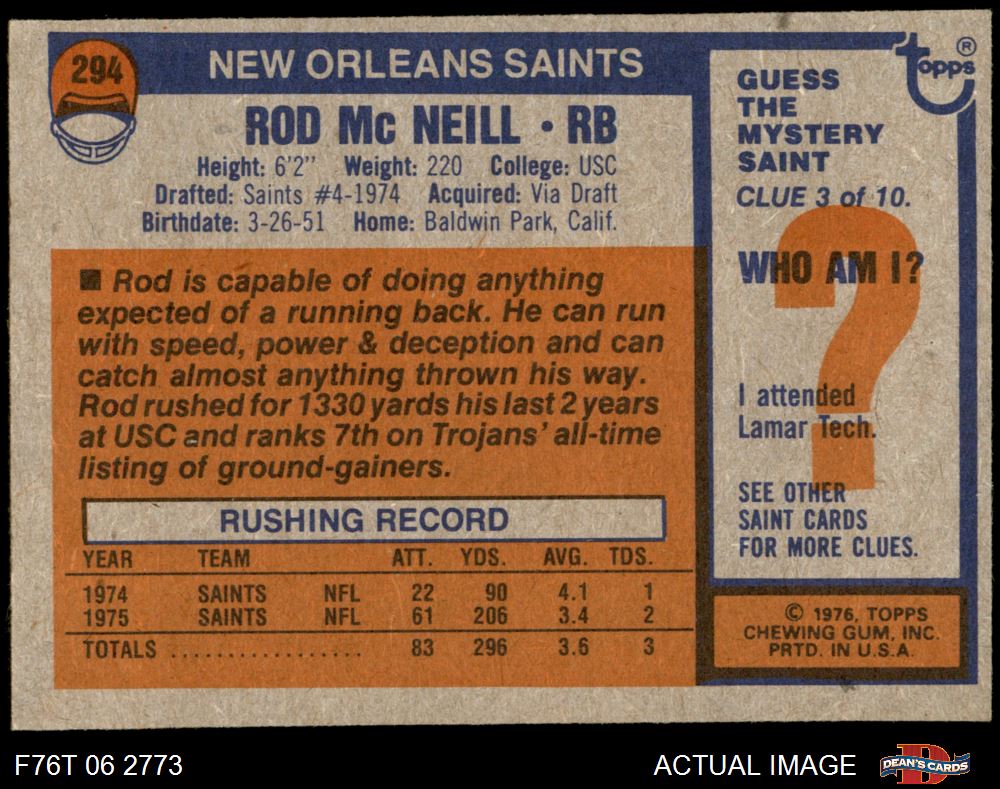 294
NEW ORLEANS SAINTS
ROD Mc NEILL • RB
Height: 6'2" Weight: 220 College: USC
Drafted: Saints #4-1974 Acquired: Via Draft
Birthdate: 3-26-51 Home: Baldwin Park, Calif.
■ Rod is capable of doing anything
expected of a running back. He can run
with speed, power & deception and can
catch almost anything thrown his way.
Rod rushed for 1330 yards his last 2 years
at USC and ranks 7th on Trojans' all-time
listing of ground-gainers.
RUSHING RECORD
YEAR TEAM ATT. YDS. AVG. TDS.
1974 SAINTS NFL 22 90 4.1 1
1975 SAINTS NFL 61 206 3.4 2
TOTALS ................. 83 296 3.6 3
topps ®
GUESS
THE
MYSTERY
SAINT
CLUE 3 of 10.
WHO AM I?
?
I attended
Lamar Tech.
SEE OTHER
SAINT CARDS
FOR MORE CLUES.
© 1976, TOPPS
CHEWING GUM, INC.
PRTD. IN U.S.A.
F76T 06 2773
ACTUAL IMAGE
D
DEAN'S CARDS